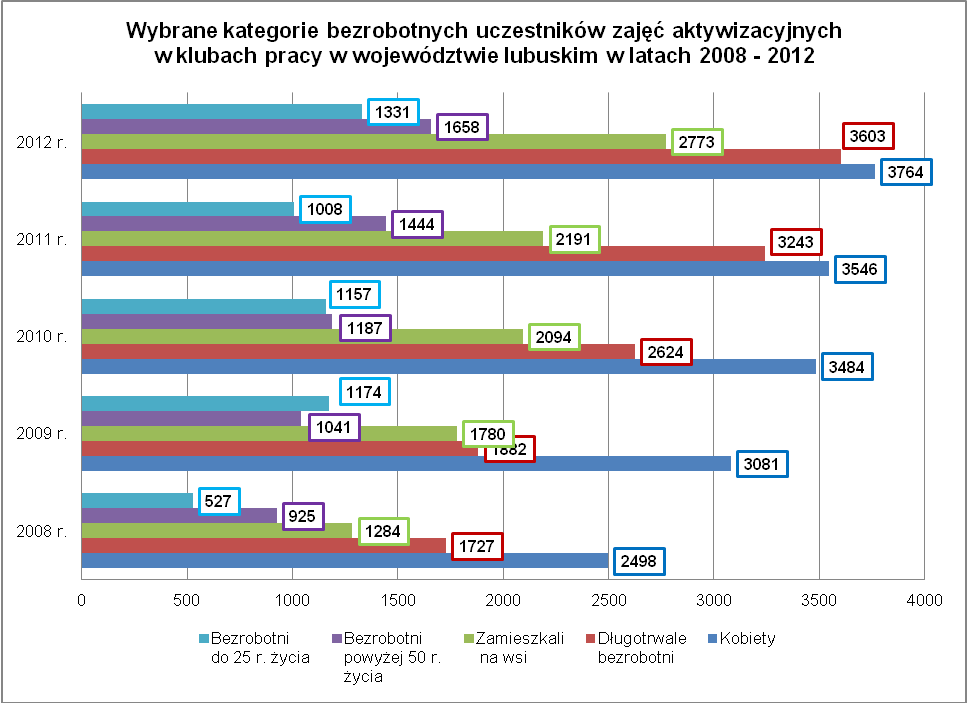 Wybrane kategorie bezrobotnych uczestników zajęć aktywizacyjnych
w klubach pracy w województwie lubuskim w latach 2008 - 2012
2012 r.
1331
1658
2773
3603
3764
2011 r.
1008
1444
2191
3243
3546
2010 r.
1157
1187
2094
2624
3484
2009 r.
1174
1041
1780
1882
3081
2008 r.
527
925
1284
1727
2498
0 500 1000 1500 2000 2500 3000 3500 4000
Bezrobotni do 25 r. życia
Bezrobotni powyżej 50 r. życia
Zamieszkali na wsi
Długotrwale bezrobotni
Kobiety